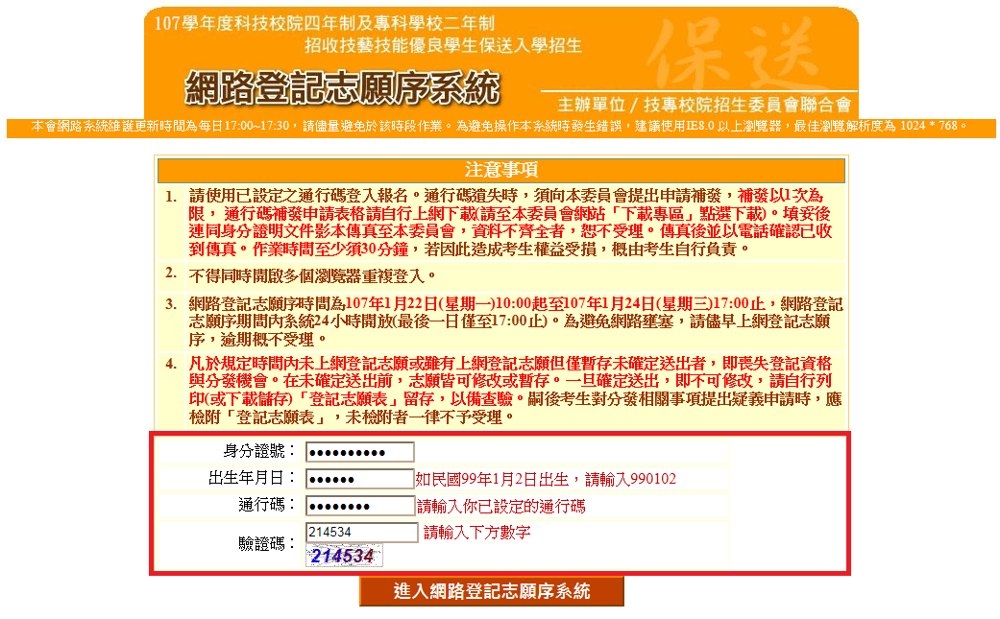 107學年度科技校院四年制及專科學校二年制
招收技藝技能優良學生保送入學招生
保送
網路登記志願序系統
主辦單位 / 技專校院招生委員會聯合會
本會網路系統維護更新時間為每日17:00~17:30，請儘量避免於該時段作業。為避免操作本系統時發生錯誤，建議使用IE8.0 以上瀏覽器，最佳瀏覽解析度為 1024 * 768。
注意事項
1. 請使用已設定之通行碼登入報名。通行碼遺失時，須向本委員會提出申請補發，補發以1次為
限， 通行碼補發申請表格請自行上網下載(請至本委員會網站「下載專區」點選下載)。填妥後
連同身分證明文件影本傳真至本委員會，資料不齊全者，恕不受理。傳真後並以電話確認已收
到傳真。作業時間至少須30分鐘，若因此造成考生權益受損，概由考生自行負責。
2. 不得同時開啟多個瀏覽器重複登入。
3. 網路登記志願序時間為107年1月22日(星期一)10:00起至107年1月24日(星期三)17:00止，網路登記
志願序期間內系統24小時開放(最後一日僅至17:00止)。為避免網路壅塞，請儘早上網登記志願
序，逾期概不受理。
4. 凡於規定時間內未上網登記志願或雖有上網登記志願但僅暫存未確定送出者，即喪失登記資格
與分發機會。在未確定送出前，志願皆可修改或暫存。一旦確定送出，即不可修改，請自行列
印(或下載儲存)「登記志願表」留存，以備查驗。嗣後考生對分發相關事項提出疑義申請時，應
檢附「登記志願表」，未檢附者一律不予受理。
身分證號： ●●●●●●●●●●
出生年月日： ●●●●●● 如民國99年1月2日出生，請輸入990102
通行碼： ●●●●●●●● 請輸入你已設定的通行碼
驗證碼： 214534 請輸入下方數字
214534
進入網路登記志願序系統